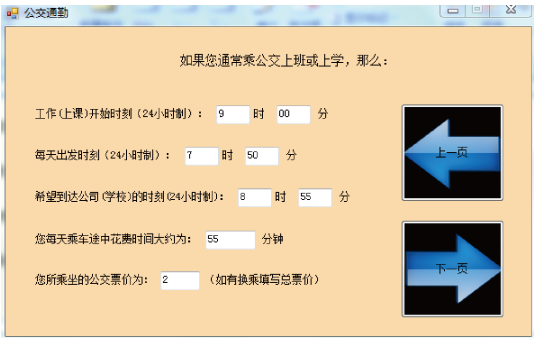 公交通勤
如果您通常乘公交上班或上学，那么：
工作(上课)开始时刻（24小时制）： 9 时 00 分
每天出发时刻（24小时制）： 7 时 50 分
希望到达公司(学校)的时刻(24小时制)： 8 时 55 分
您每天乘车途中花费时间大约为： 55 分钟
您所乘坐的公交票价为： 2 （如有换乘填写总票价）
上一页
下一页